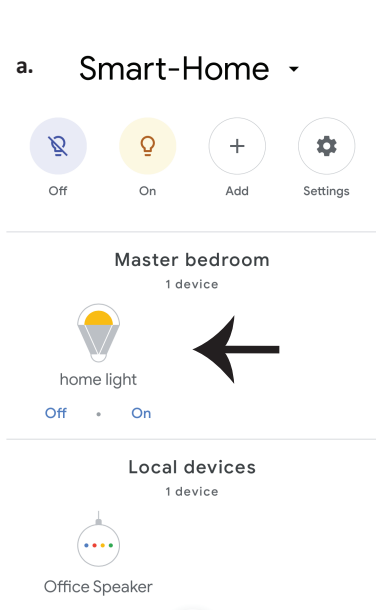 a. Smart-Home
Off On Add Settings
Master bedroom
1 device
home light
Off • On
Local devices
1 device
Office Speaker